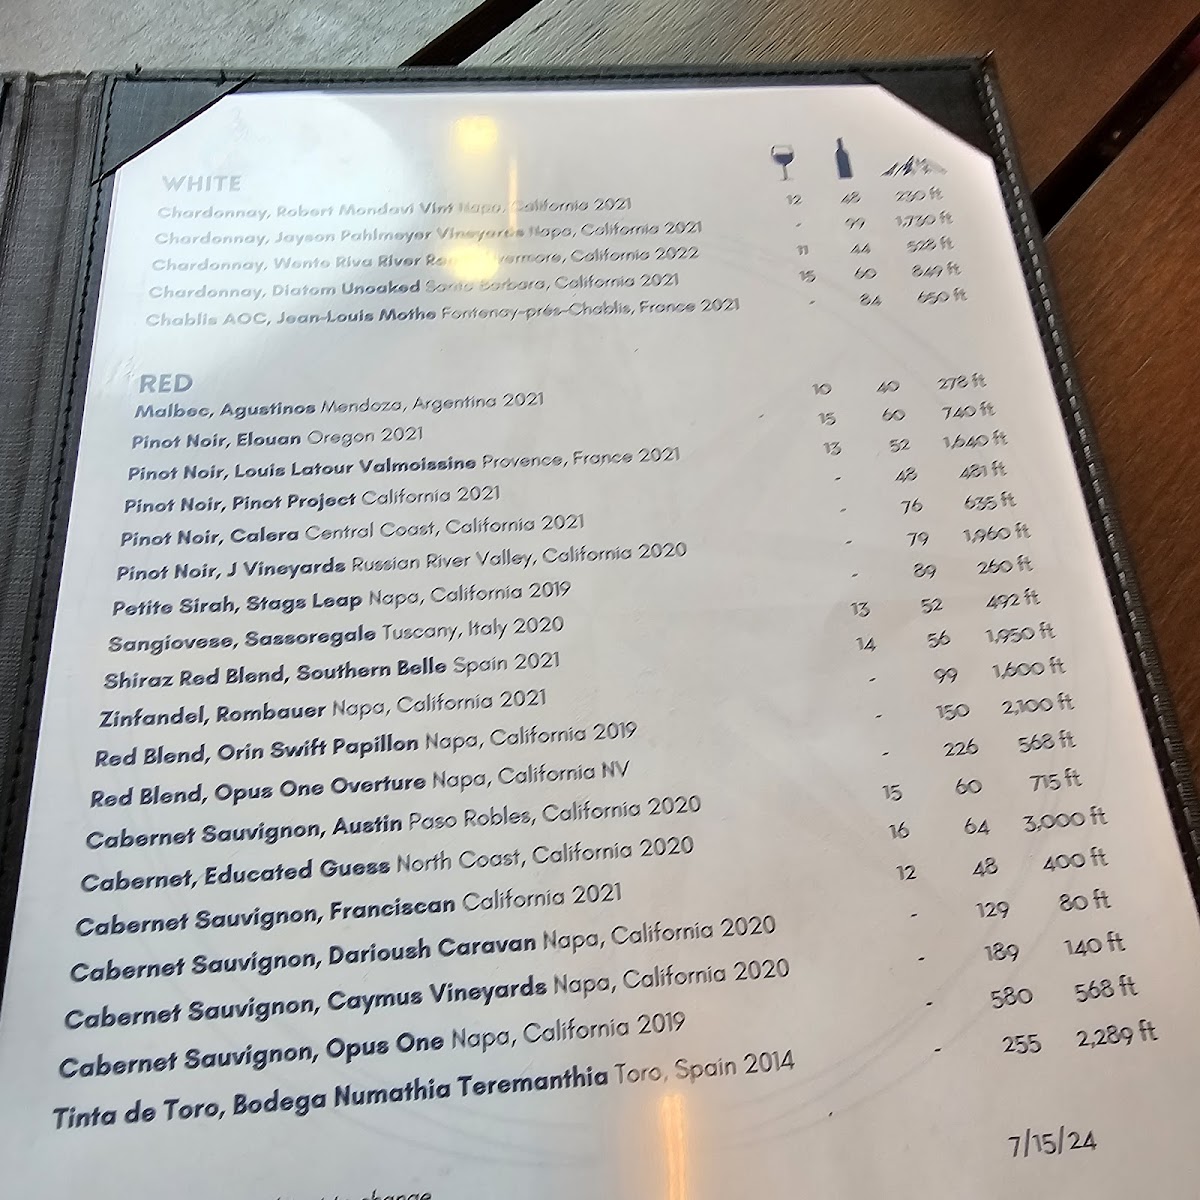 WHITE
Chardonnay, Robert Mondavi Vint Napa, California 2021 12 48 230 ft
Chardonnay, Jayson Pahlmeyer Vineyards Napa, California 2021 - 99 1,730 ft
Chardonnay, Wente Riva River California 2022 11 44 528 ft
Chardonnay, Diatom Unoaked Santa Barbara, California 2021 15 60 849 ft
Chablis AOC, Jean-Louis Mothe Fontenay-prés-Chablis, France 2021 - 84 650 ft
RED
Malbec, Agustinos Mendoza, Argentina 2021 10 40 278 ft
Pinot Noir, Elouan Oregon 2021 15 60 740 ft
Pinot Noir, Louis Latour Valmoissine Provence, France 2021 13 52 1,640 ft
Pinot Noir, Pinot Project California 2021 - 48 481 ft
Pinot Noir, Calera Central Coast, California 2021 - 76 635 ft
Pinot Noir, J Vineyards Russian River Valley, California 2020 - 79 1,960 ft
Petite Sirah, Stags Leap Napa, California 2019 - 89 260 ft
Sangiovese, Sassoregale Tuscany, Italy 2020 13 52 492 ft
Shiraz Red Blend, Southern Belle Spain 2021 14 56 1,950 ft
Zinfandel, Rombauer Napa, California 2021 - 99 1,600 ft
Red Blend, Orin Swift Papillon Napa, California 2019 - 150 2,100 ft
Red Blend, Opus One Overture Napa, California NV - 226 568 ft
Cabernet Sauvignon, Austin Paso Robles, California 2020 15 60 715 ft
Cabernet, Educated Guess North Coast, California 2020 16 64 3,000 ft
Cabernet Sauvignon, Franciscan California 2021 12 48 400 ft
Cabernet Sauvignon, Darioush Caravan Napa, California 2020 - 129 80 ft
Cabernet Sauvignon, Caymus Vineyards Napa, California 2020 - 189 140 ft
Cabernet Sauvignon, Opus One Napa, California 2019 - 580 568 ft
Tinta de Toro, Bodega Numathia Teremanthia Toro, Spain 2014 - 255 2,289 ft
7/15/24
change